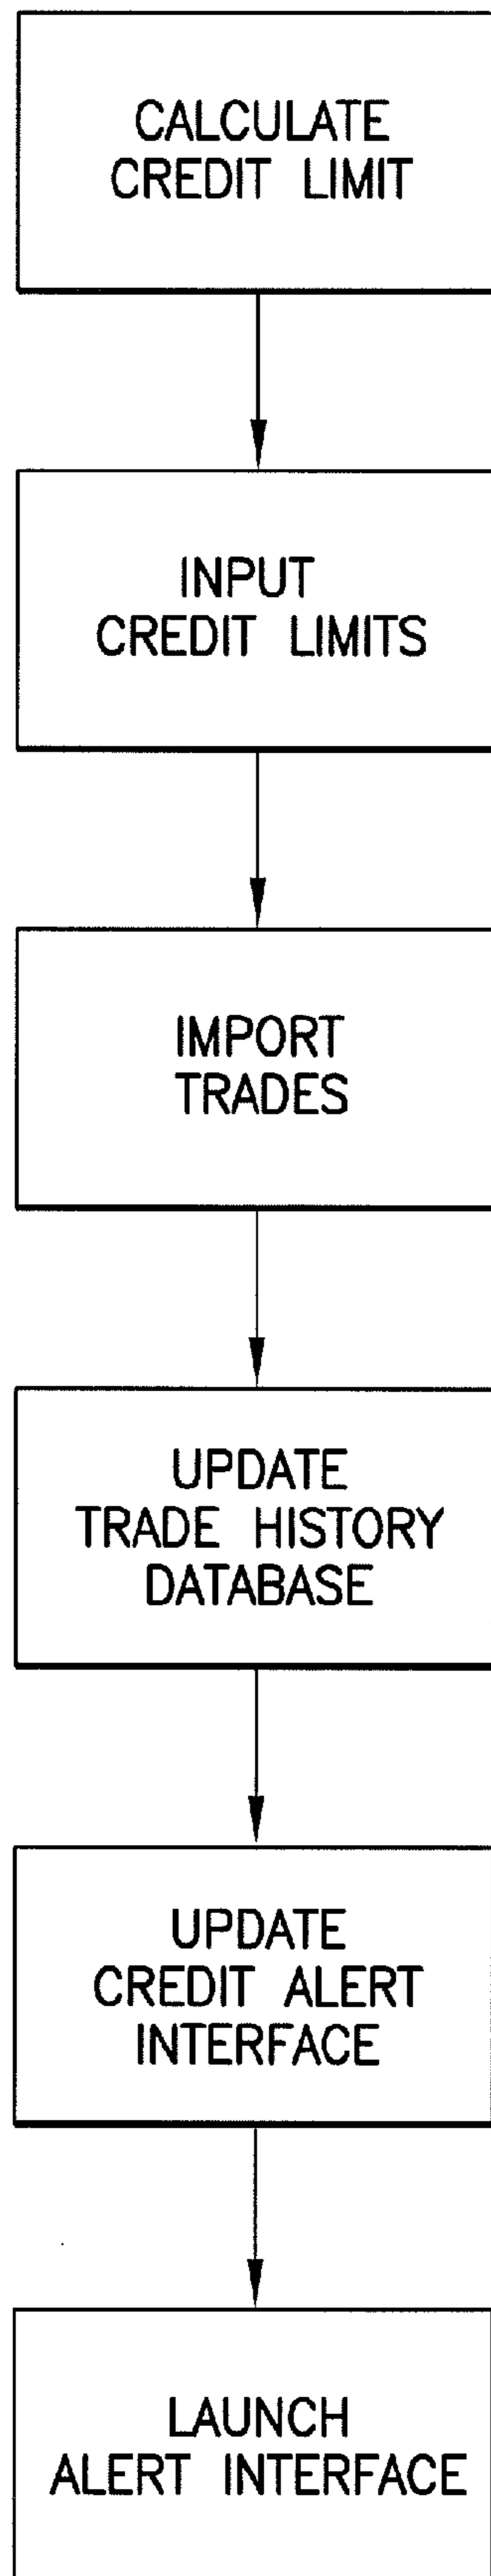 CALCULATE
CREDIT LIMIT
INPUT
CREDIT LIMITS
IMPORT
TRADES
UPDATE
TRADE HISTORY
DATABASE
UPDATE
CREDIT ALERT
INTERFACE
LAUNCH
ALERT INTERFACE